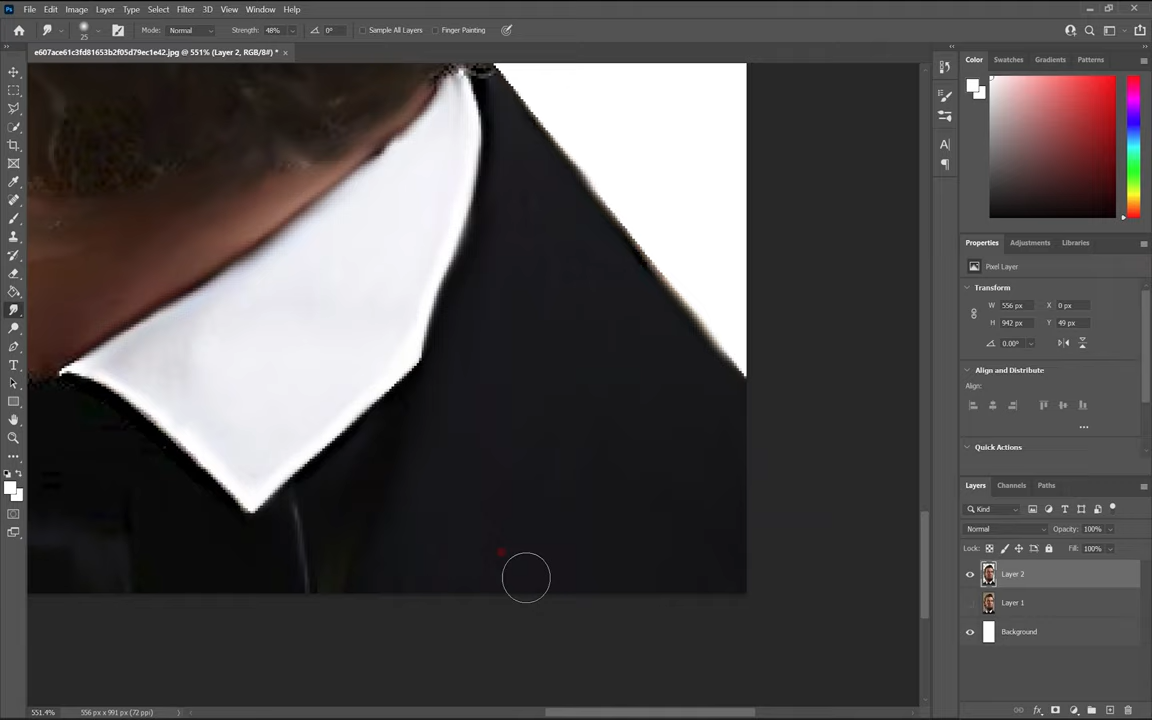 Ps File Edit Image Layer Type Select Filter 3D View Window Help
25 Mode: Normal Strength: 48% 0° Sample All Layers Finger Painting
e607ace61c3fd81653b2f05d79ec1e42.jpg @ 551% (Layer 2, RGB/8#) * ×
Color Swatches Gradients Patterns
Properties Adjustments Libraries
Pixel Layer
Transform
W 556 px X 0 px
H 942 px Y 49 px
0.00°
Align and Distribute
Align:
Quick Actions
Layers Channels Paths
Kind
Normal Opacity: 100%
Lock: Fill: 100%
Layer 2
Layer 1
Background
551.4% 556 px x 991 px (72 ppi)